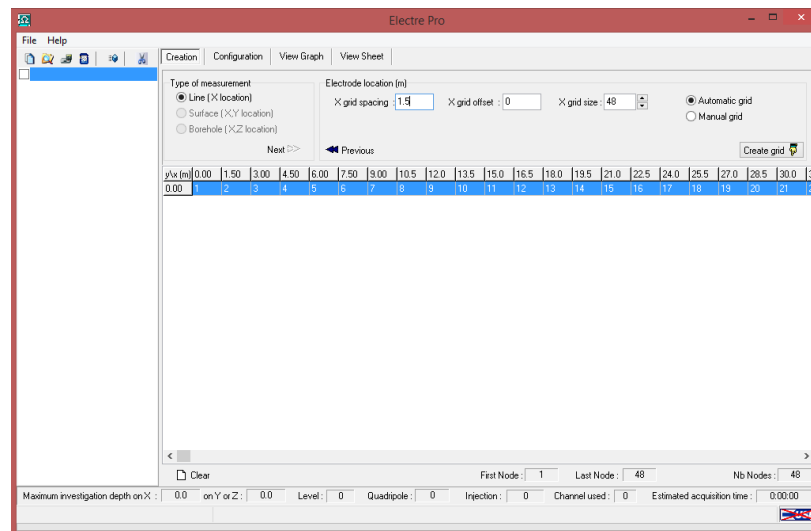 Electre Pro
File Help
Creation Configuration View Graph View Sheet
Type of measurement
Line ( X location)
Surface ( X,Y location)
Borehole ( X,Z location)
Next
Electrode location (m)
X grid spacing : 1.5 X grid offset : 0 X grid size : 48
Automatic grid
Manual grid
Previous
Create grid
y\x (m) 0.00 1.50 3.00 4.50 6.00 7.50 9.00 10.5 12.0 13.5 15.0 16.5 18.0 19.5 21.0 22.5 24.0 25.5 27.0 28.5 30.0
0.00 1 2 3 4 5 6 7 8 9 10 11 12 13 14 15 16 17 18 19 20 21
Clear First Node : 1 Last Node : 48 Nb Nodes : 48
Maximum investigation depth on X : 0.0 on Y or Z : 0.0 Level : 0 Quadripole : 0 Injection : 0 Channel used : 0 Estimated acquisition time : 0:00:00